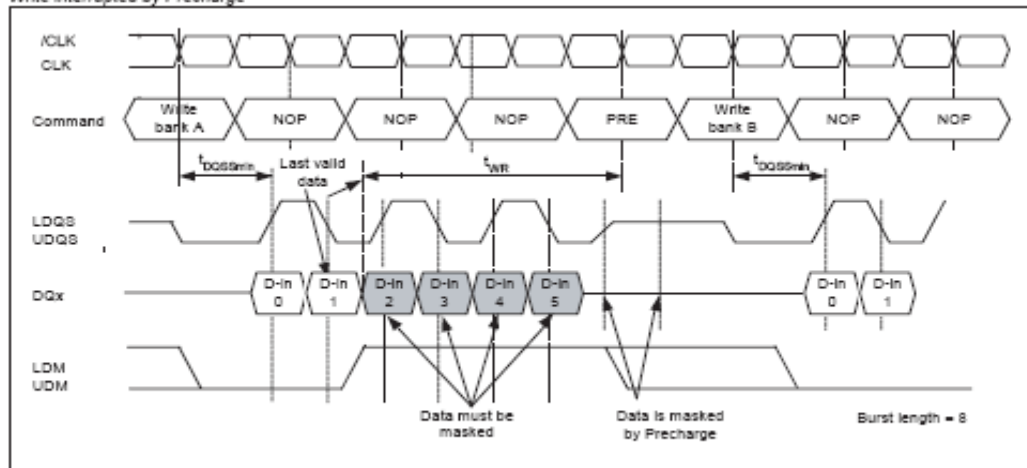 Write Interrupted by Precharge
/CLK
CLK
Command
Write bank A
NOP
NOP
NOP
PRE
Write bank B
NOP
NOP
tDQSSmin
Last valid
data
tWR
tDQSSmin
LDQS
UDQS
DQx
D-in 0
D-in 1
D-in 2
D-in 3
D-in 4
D-in 5
D-in 0
D-in 1
LDM
UDM
Data must be
masked
Data is masked
by Precharge
Burst length = 8